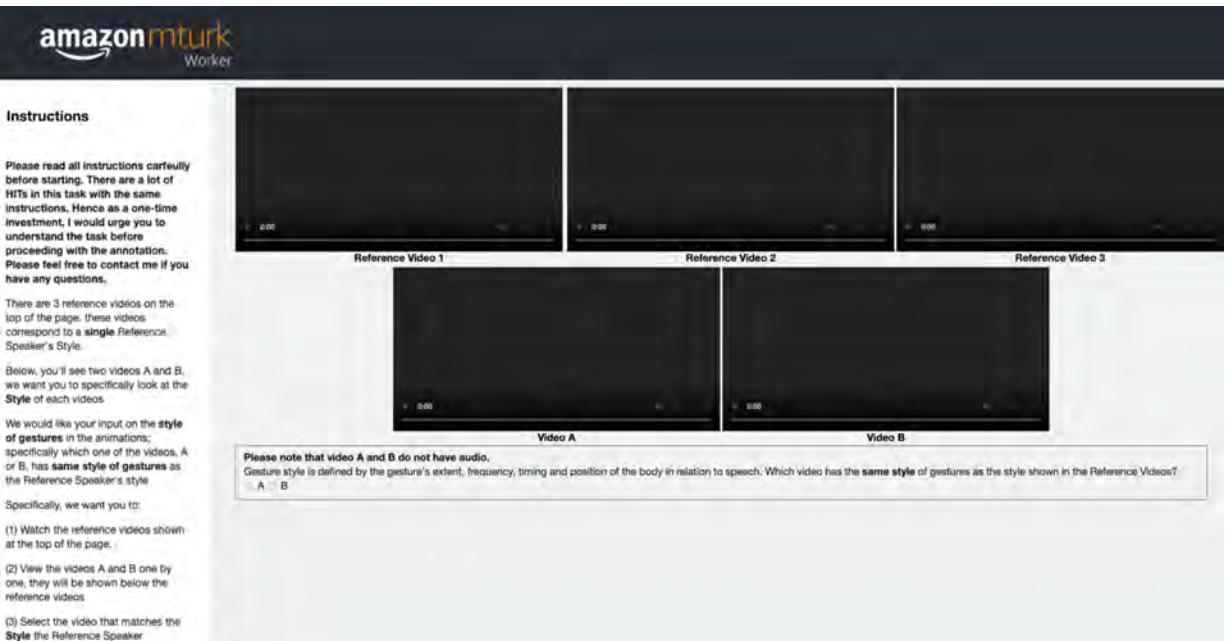 amazon mturk
Worker
Instructions
Please read all instructions carfeully
before starting. There are a lot of
HITs in this task with the same
instructions. Hence as a one-time
investment, I would urge you to
understand the task before
proceeding with the annotation.
Please feel free to contact me if you
have any questions.
There are 3 reference videos on the
top of the page. these videos
correspond to a single Reference
Speaker's Style.
Below, you'll see two videos A and B,
we want you to specifically look at the
Style of each videos
We would like your input on the style
of gestures in the animations;
specifically which one of the videos, A
or B, has same style of gestures as
the Reference Speaker's style
Specifically, we want you to:
(1) Watch the reference videos shown
at the top of the page.
(2) View the videos A and B one by
one, they will be shown below the
reference videos
(3) Select the video that matches the
Style the Reference Speaker
0:00
0:00
0:00
Reference Video 1
Reference Video 2
Reference Video 3
0:00
0:00
Video A
Video B
Please note that video A and B do not have audio.
Gesture style is defined by the gesture's extent, frequency, timing and position of the body in relation to speech. Which video has the same style of gestures as the style shown in the Reference Videos?
A B